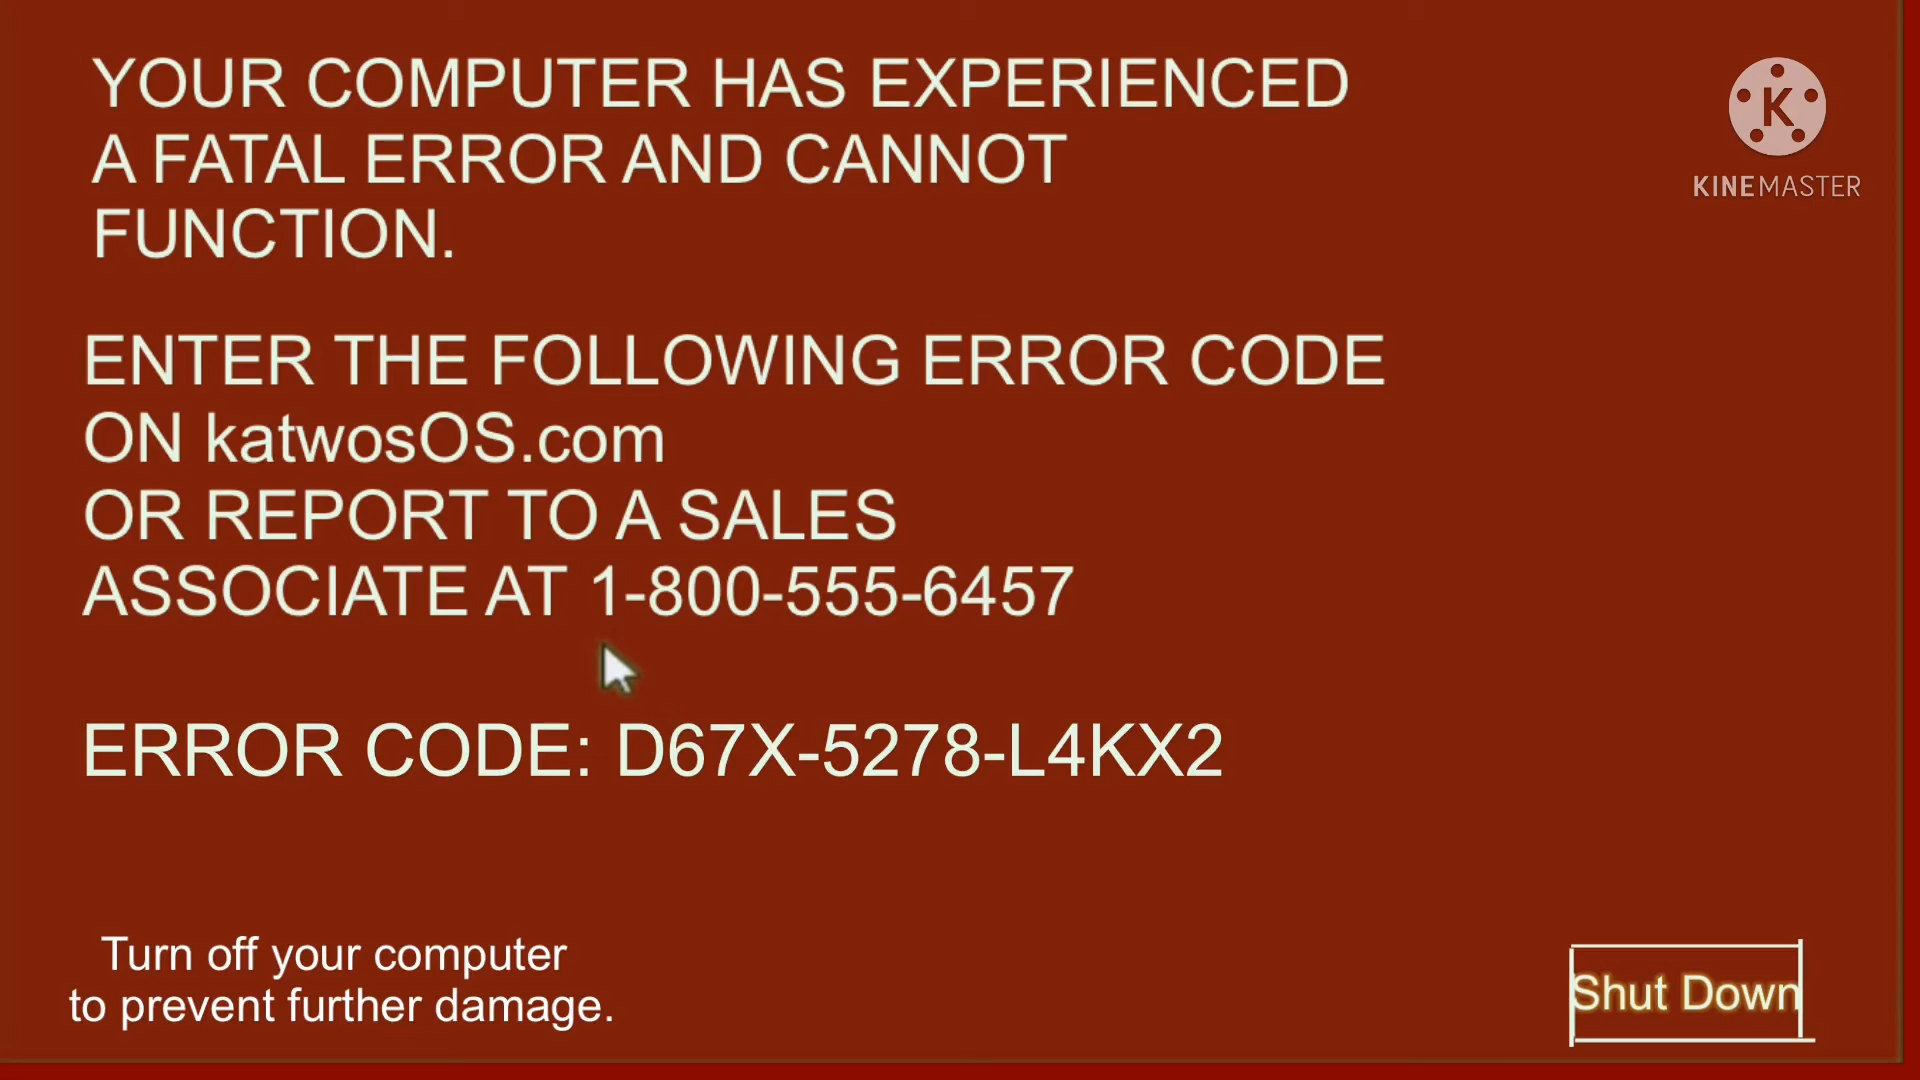 YOUR COMPUTER HAS EXPERIENCED
A FATAL ERROR AND CANNOT
FUNCTION.
K
KINEMASTER
ENTER THE FOLLOWING ERROR CODE
ON katwosOS.com
OR REPORT TO A SALES
ASSOCIATE AT 1-800-555-6457
ERROR CODE: D67X-5278-L4KX2
Turn off your computer
to prevent further damage.
Shut Down